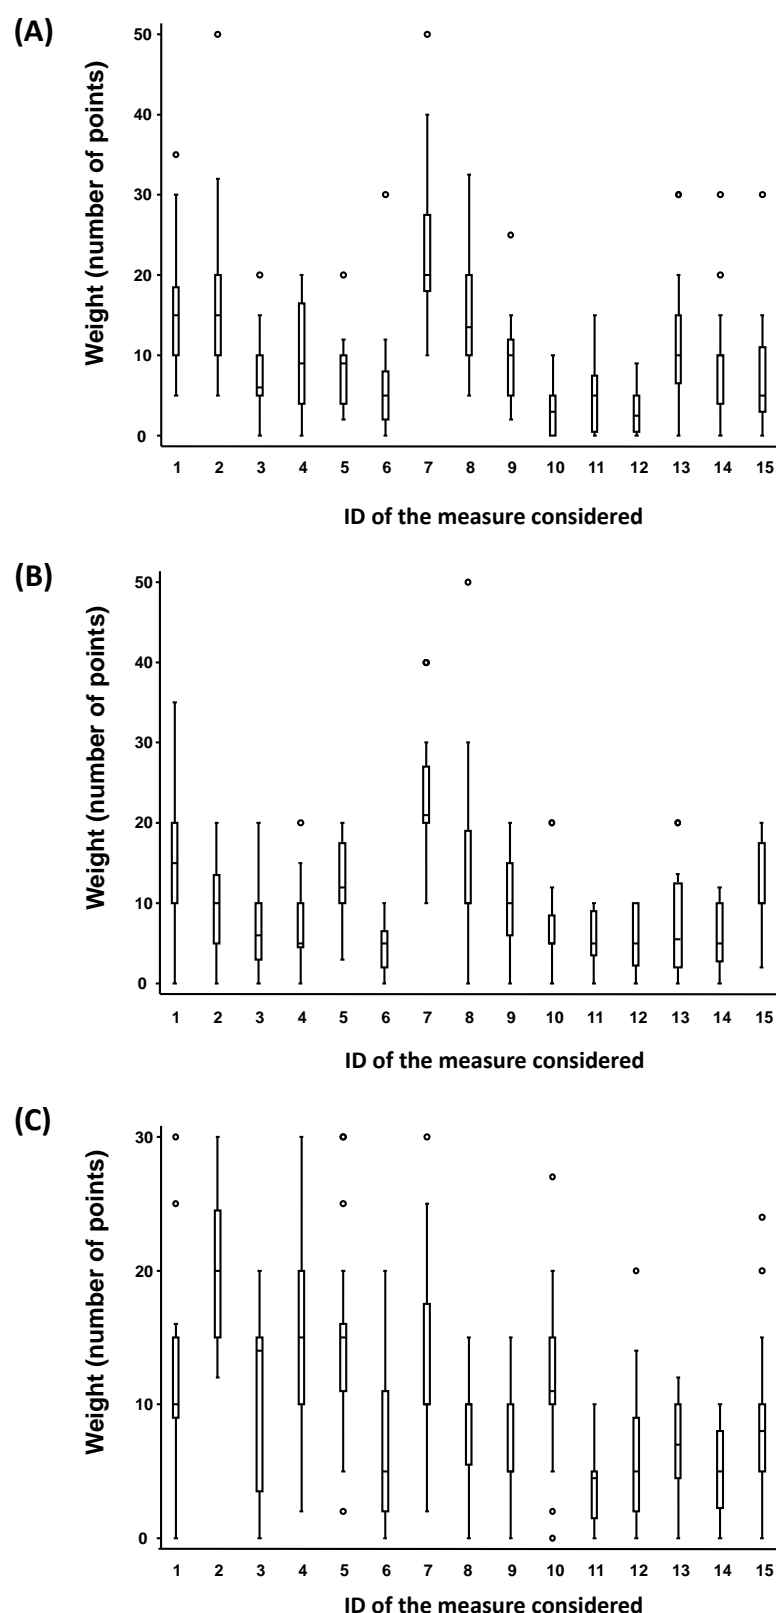 (A)
Weight (number of points)
50
40
30
20
10
0
1 2 3 4 5 6 7 8 9 10 11 12 13 14 15
ID of the measure considered
(B)
Weight (number of points)
50
40
30
20
10
0
1 2 3 4 5 6 7 8 9 10 11 12 13 14 15
ID of the measure considered
(C)
Weight (number of points)
30
20
10
0
1 2 3 4 5 6 7 8 9 10 11 12 13 14 15
ID of the measure considered